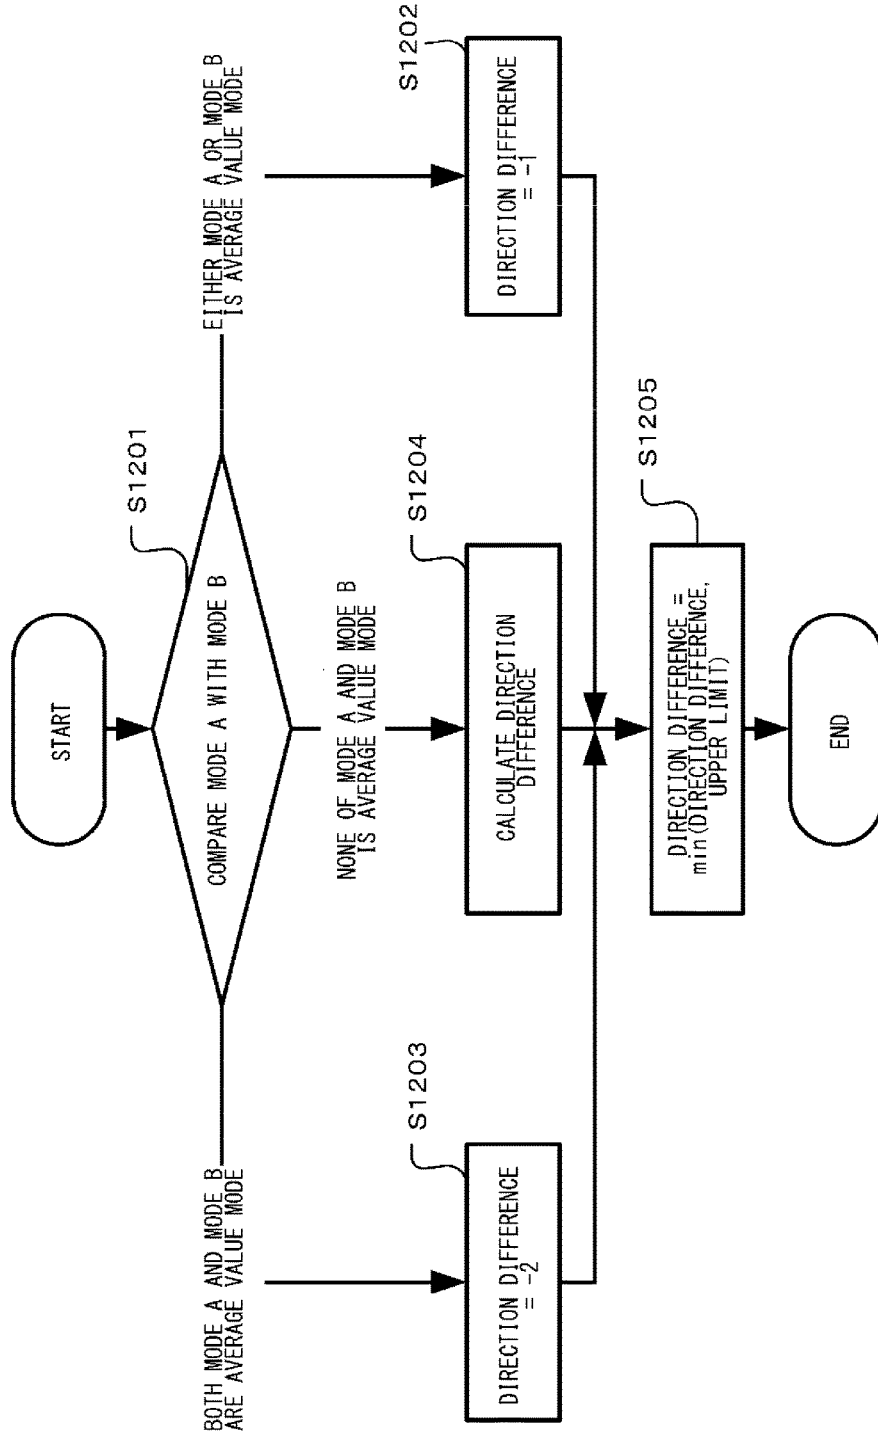 START
COMPARE MODE A WITH MODE B
S1201
BOTH MODE A AND MODE B
ARE AVERAGE VALUE MODE
NONE OF MODE A AND MODE B
IS AVERAGE VALUE MODE
EITHER MODE A OR MODE B
IS AVERAGE VALUE MODE
S1203
DIRECTION DIFFERENCE
= -2
S1204
CALCULATE DIRECTION
DIFFERENCE
S1202
DIRECTION DIFFERENCE
= -1
S1205
DIRECTION DIFFERENCE =
min(DIRECTION DIFFERENCE,
UPPER LIMIT)
END